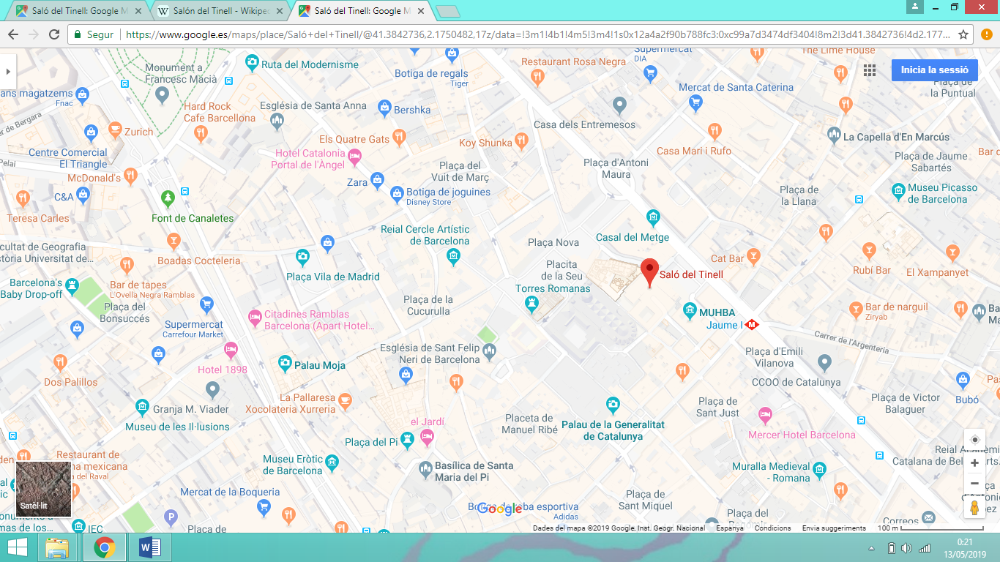 Saló del Tinell: Google M
Salón del Tinell - Wikiped
Saló del Tinell: Google M
Segur
https://www.google.es/maps/place/Saló+del+Tinell/@41.3842736,2.1750482,17z/data=!3m1!4b1!4m5!3m4!1s0x12a4a2f90b788fc3:0xc99a7d3474df3404!8m2!3d41.3842736!4d2.177...
Inicia la sessió
Monument a
Francesc Macià
Ruta del Modernisme
Botiga de regals
Tiger
Restaurant Rosa Negra
Supermercat
DIA
The Lime House
Mercat de Santa Caterina
Plaça de
la Puntual
ans magatzems
Fnac
Hard Rock
Cafe Barcellona
Església de Santa Anna
Bershka
Casa dels Entremesos
er de Bergara
Zurich
Els Quatre Gats
Koy Shunka
La Capella d'En Marcús
Centre Comercial
El Triangle
Hotel Catalonia
Portal de l'Àngel
Casa Mari i Rufo
Plaça de Jaume
Sabartés
Bar d
Pelai
McDonald's
Plaça del
Vuit de Març
Plaça d'Antoni
Maura
Zara
C&A
Botiga de joguines
Disney Store
Plaça de
la Llana
Museu Picasso
de Barcelona
Teresa Carles
Font de Canaletes
Reial Cercle Artístic
de Barcelona
Plaça Nova
Casal del Metge
cultat de Geografia
stòria Universitat de...
Boadas Cocteleria
Placita
de la Seu
Cat Bar
Rubí Bar
El Xampanyet
Saló del Tinell
Plaça Vila de Madrid
Torres Romanas
Barcelona's
Baby Drop-off
Bar de tapes
L'Ovella Negra Ramblas
Plaça del
Bonsuccés
Plaça de la
Cucurulla
Citadines Ramblas
Barcelona (Apart Hotel...
MUHBA
Jaume I
Bar de narguil
Ziryab
Ba
Ma
Supermercat
Carrefour Market
Carrer de l'Argenteria
Església de Sant Felip
Neri de Barcelona
Plaça d'Emili
Vilanova
Hotel 1898
Palau Moja
Dos Palillos
CCOO de Catalunya
Pas
Bubó
La Pallaresa
Xocolateria Xurreria
Granja M. Viader
Plaça de
Sant Just
Plaça de Victor
Balaguer
Museu de les Il·lusions
el Jardí
Placeta de
Manuel Ribé
Palau de la Generalitat
de Catalunya
Mercer Hotel Barcelona
Plaça del Pi
Restaurant de
na mexicana
del Raval
Museu Eròtic
de Barcelona
Basílica de Santa
Maria del Pi
Muralla Medieval
- Romana
Catalana de Bel
Satèl·lit
Mercat de la Boqueria
Plaça de
Sant Miquel
Google
esportiva
Adidas
Plaça del
mas de los...
IEC
Plaça de
Correos
Dades del mapa ©2019 Google, Inst. Geogr. Nacional
Espanya
Condicions
Envia suggeriments
100 m
0:21
13/05/2019